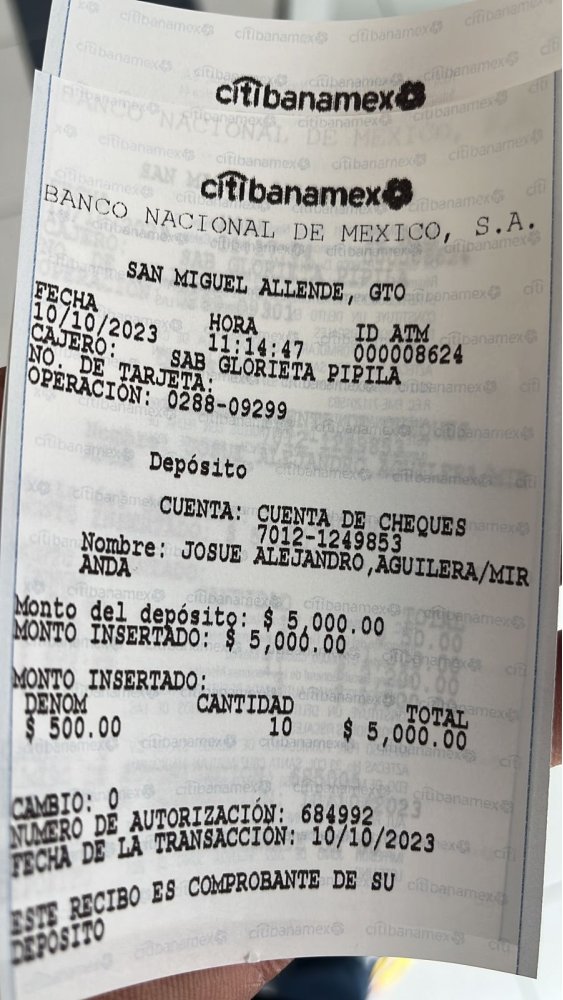 citibanamex
citibanamex
BANCO NACIONAL DE MEXICO, S.A.
SAN MIGUEL ALLENDE, GTO
FECHA HORA ID ATM
10/10/2023 11:14:47 000008624
CAJERO: SAB GLORIETA PIPILA
NO. DE TARJETA:
OPERACIÓN: 0288-09299
Depósito
CUENTA: CUENTA DE CHEQUES
7012-1249853
Nombre: JOSUE ALEJANDRO,AGUILERA/MIR
ANDA
Monto del depósito: $ 5,000.00
MONTO INSERTADO: $ 5,000.00
MONTO INSERTADO:
DENOM CANTIDAD TOTAL
$ 500.00 10 $ 5,000.00
CAMBIO: 0
NUMERO DE AUTORIZACIÓN: 684992
FECHA DE LA TRANSACCIÓN: 10/10/2023
ESTE RECIBO ES COMPROBANTE DE SU
DEPOSITO